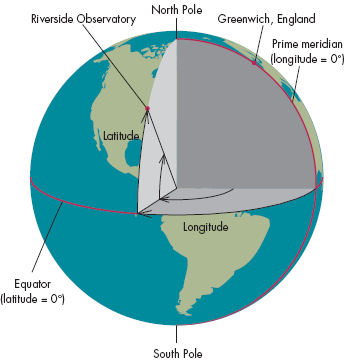 North Pole
Riverside Observatory
Greenwich, England
Prime meridian
(longitude = 0°)
Latitude
Longitude
Equator
(latitude = 0°)
South Pole